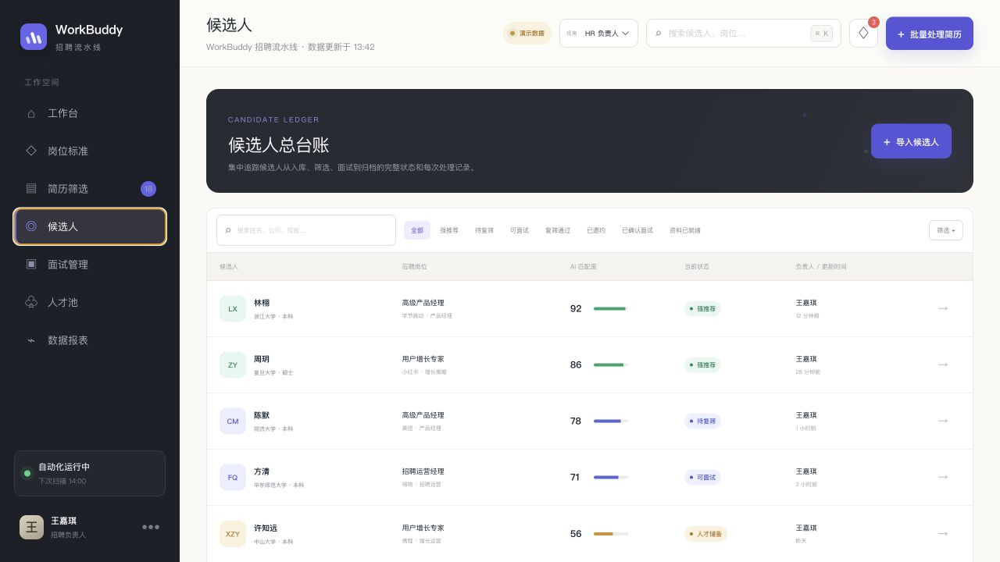 WorkBuddy
招聘流水线
工作空间
工作台
岗位标准
简历筛选
18
候选人
面试管理
人才池
数据报表
自动化运行中
下次扫描 14:00
王
王嘉琪
招聘负责人
候选人
WorkBuddy 招聘流水线 · 数据更新于 13:42
演示数据
视角 HR 负责人
搜索候选人、岗位...
⌘ K
3
+ 批量处理简历
CANDIDATE LEDGER
候选人总台账
集中追踪候选人从入库、筛选、面试到归档的完整状态和每次处理记录。
+ 导入候选人
搜索姓名、公司、技能...
全部 强推荐 待复筛 可面试 复筛通过 已邀约 已确认面试 资料已就绪
筛选
候选人 应聘岗位 AI 匹配度 当前状态 负责人 / 更新时间
LX 林栩 高级产品经理 92 强推荐 王嘉琪 →
浙江大学 · 本科 字节跳动 · 产品经理 12 分钟前
ZY 周玥 用户增长专家 86 强推荐 王嘉琪 →
复旦大学 · 硕士 小红书 · 增长策略 28 分钟前
CM 陈默 高级产品经理 78 待复筛 王嘉琪 →
同济大学 · 本科 美团 · 产品经理 1 小时前
FQ 方清 招聘运营经理 71 可面试 王嘉琪 →
华东师范大学 · 本科 得物 · 招聘运营 2 小时前
XZY 许知远 用户增长专家 56 人才储备 王嘉琪 →
中山大学 · 本科 携程 · 增长运营 昨天